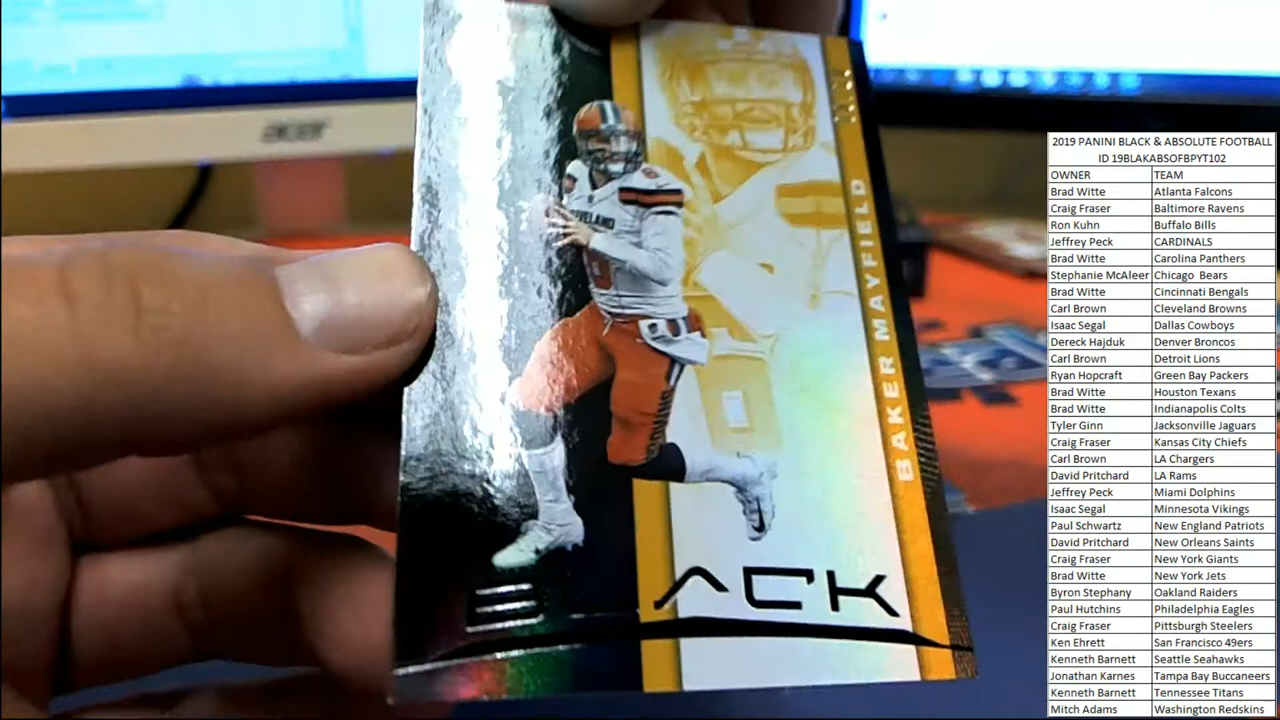 acer
CLEVELAND
BAKER MAYFIELD
BLACK
2019 PANINI BLACK & ABSOLUTE FOOTBALL
ID 19BLAKABSOFBPYT102
OWNER TEAM
Brad Witte Atlanta Falcons
Craig Fraser Baltimore Ravens
Ron Kuhn Buffalo Bills
Jeffrey Peck CARDINALS
Brad Witte Carolina Panthers
Stephanie McAleer Chicago Bears
Brad Witte Cincinnati Bengals
Carl Brown Cleveland Browns
Isaac Segal Dallas Cowboys
Dereck Hajduk Denver Broncos
Carl Brown Detroit Lions
Ryan Hopcraft Green Bay Packers
Brad Witte Houston Texans
Brad Witte Indianapolis Colts
Tyler Ginn Jacksonville Jaguars
Craig Fraser Kansas City Chiefs
Carl Brown LA Chargers
David Pritchard LA Rams
Jeffrey Peck Miami Dolphins
Isaac Segal Minnesota Vikings
Paul Schwartz New England Patriots
David Pritchard New Orleans Saints
Craig Fraser New York Giants
Brad Witte New York Jets
Byron Stephany Oakland Raiders
Paul Hutchins Philadelphia Eagles
Craig Fraser Pittsburgh Steelers
Ken Ehrett San Francisco 49ers
Kenneth Barnett Seattle Seahawks
Jonathan Karnes Tampa Bay Buccaneers
Kenneth Barnett Tennessee Titans
Mitch Adams Washington Redskins